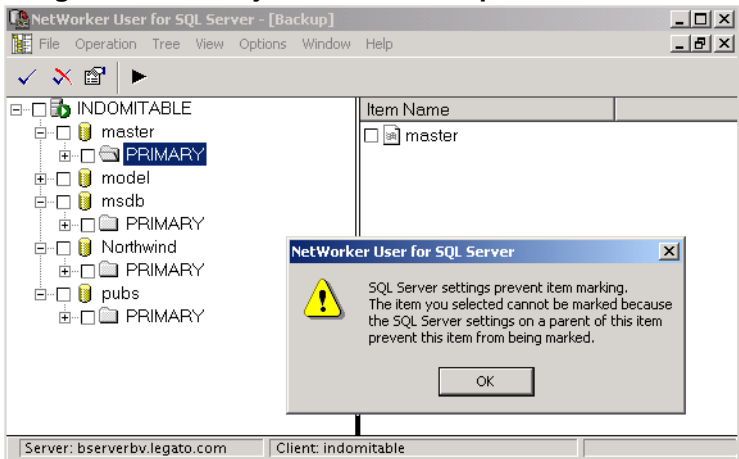 NetWorker User for SQL Server - [Backup]
File Operation Tree View Options Window Help
INDOMITABLE
master
PRIMARY
model
msdb
PRIMARY
Northwind
PRIMARY
pubs
PRIMARY
Item Name
master
NetWorker User for SQL Server
SQL Server settings prevent item marking.
The item you selected cannot be marked because
the SQL Server settings on a parent of this item
prevent this item from being marked.
OK
Server: bserverbv.legato.com
Client: indomitable